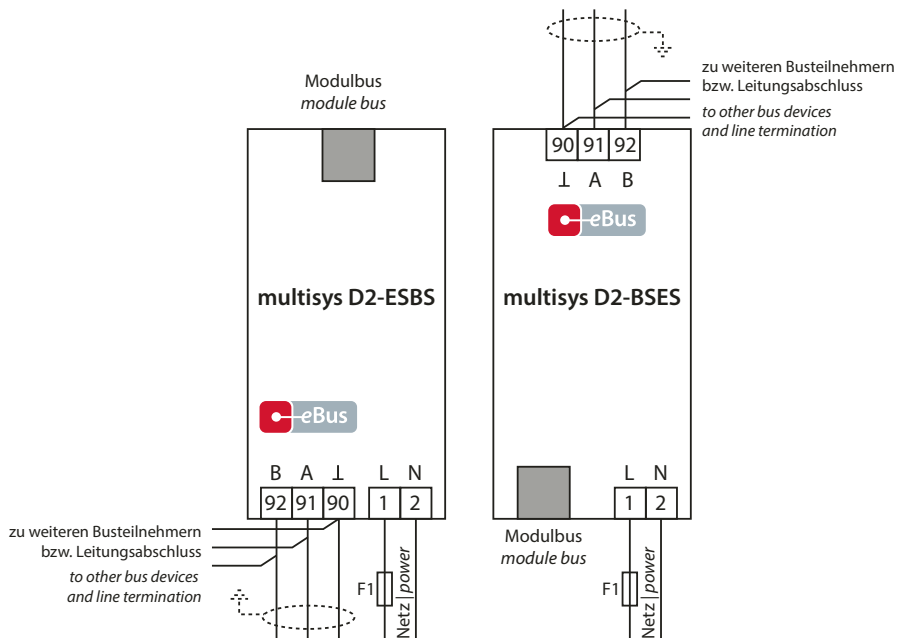 Modulbus
module bus
multisys D2-ESBS
eBus
B A ⊥ L N
92 91 90 1 2
zu weiteren Busteilnehmern
bzw. Leitungsabschluss
to other bus devices
and line termination
F1
Netz | power
zu weiteren Busteilnehmern
bzw. Leitungsabschluss
to other bus devices
and line termination
90 91 92
⊥ A B
eBus
multisys D2-BSES
L N
1 2
Modulbus
module bus
F1
Netz | power